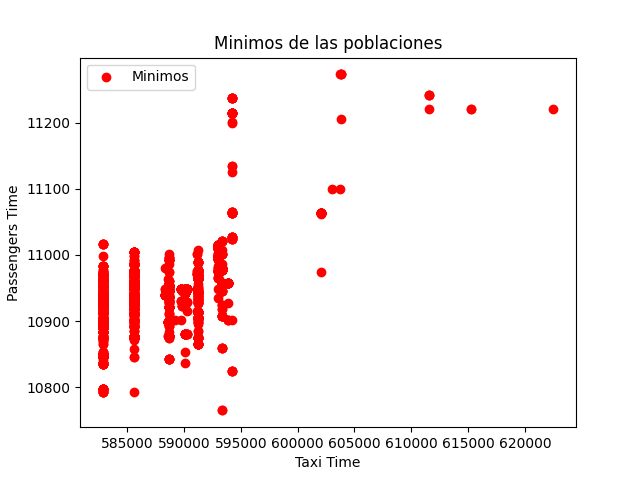 Minimos de las poblaciones
Minimos
Passengers Time
11200
11100
11000
10900
10800
585000 590000 595000 600000 605000 610000 615000 620000
Taxi Time